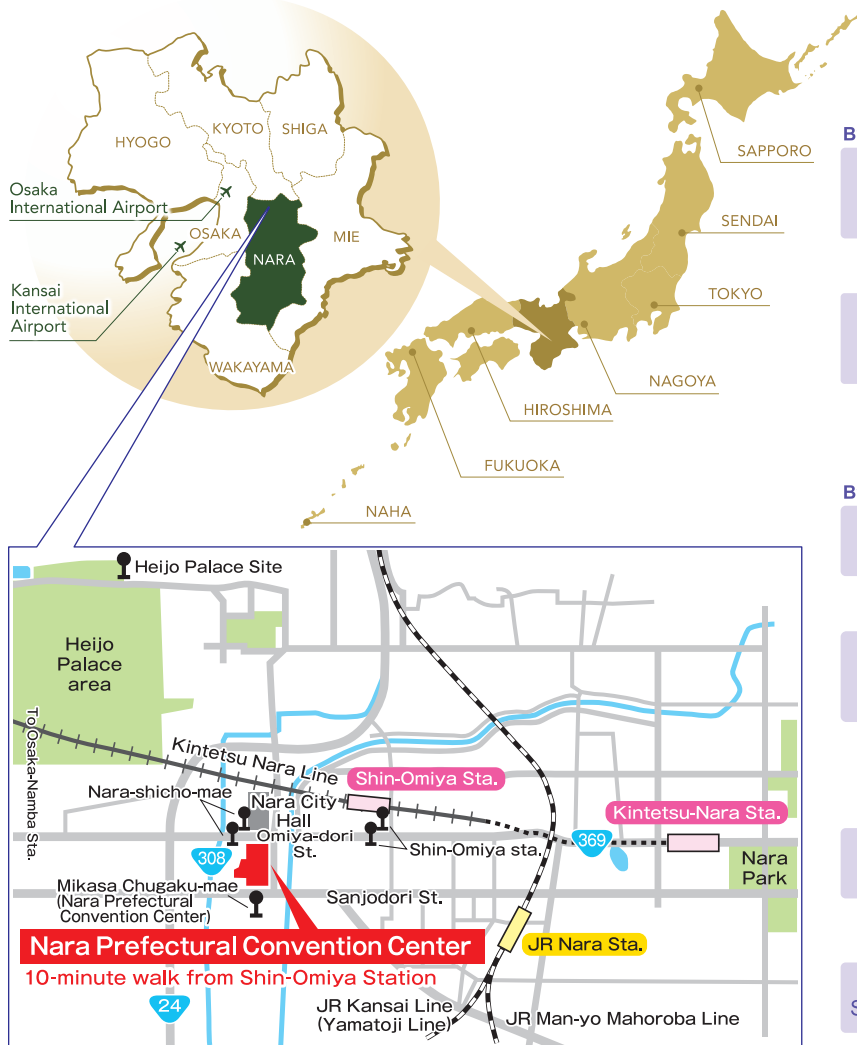 HYOGO
KYOTO
SHIGA
Osaka
International Airport
OSAKA
MIE
NARA
Kansai
International
Airport
WAKAYAMA
SAPPORO
SENDAI
TOKYO
NAGOYA
HIROSHIMA
FUKUOKA
NAHA
B
B
S
Heijo Palace Site
Heijo
Palace
area
To Osaka-Namba Sta.
Kintetsu Nara Line
Shin-Omiya Sta.
Nara-shicho-mae
Nara City
Hall
Omiya-dori
St.
Shin-Omiya sta.
Kintetsu-Nara Sta.
369
308
Nara
Park
Mikasa Chugaku-mae
(Nara Prefectural
Convention Center)
Sanjodori St.
Nara Prefectural Convention Center
10-minute walk from Shin-Omiya Station
JR Nara Sta.
24
JR Kansai Line
(Yamatoji Line)
JR Man-yo Mahoroba Line